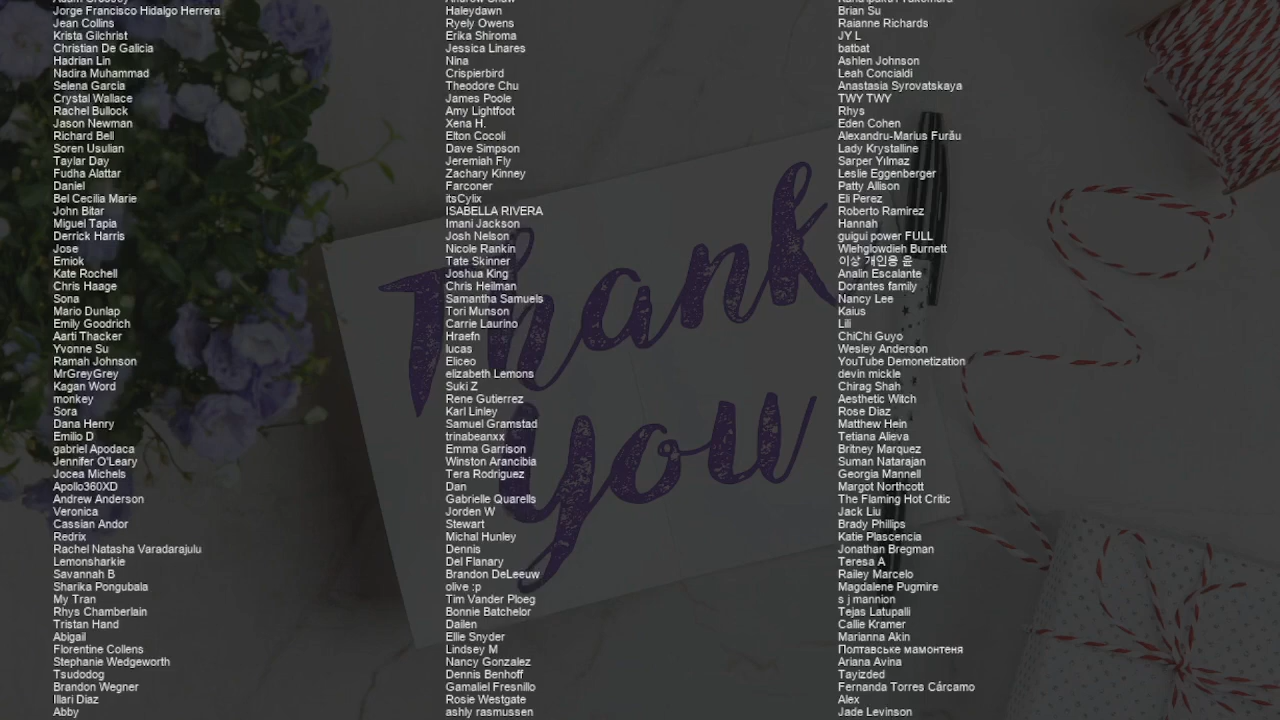 Jorge Francisco Hidalgo Herrera
Jean Collins
Krista Gilchrist
Christian De Galicia
Hadrian Lin
Nadira Muhammad
Selena Garcia
Crystal Wallace
Rachel Bullock
Jason Newman
Richard Bell
Soren Usulian
Taylar Day
Fudha Alattar
Daniel
Bel Cecilia Marie
John Bitar
Miguel Tapia
Derrick Harris
Jose
Emiok
Kate Rochell
Chris Haage
Sona
Mario Dunlap
Emily Goodrich
Aarti Thacker
Yvonne Su
Ramah Johnson
MrGreyGrey
Kagan Word
monkey
Sora
Dana Henry
Emilio D
gabriel Apodaca
Jennifer O'Leary
Jocea Michels
Apollo360XD
Andrew Anderson
Veronica
Cassian Andor
Redrix
Rachel Natasha Varadarajulu
Lemonsharkie
Savannah B
Sharika Pongubala
My Tran
Rhys Chamberlain
Tristan Hand
Abigail
Florentine Collens
Stephanie Wedgeworth
Tsudodog
Brandon Wegner
Illari Diaz
Abby
Haleydawn
Ryely Owens
Erika Shiroma
Jessica Linares
Nina
Crispierbird
Theodore Chu
James Poole
Amy Lightfoot
Xena H.
Elton Cocoli
Dave Simpson
Jeremiah Fly
Zachary Kinney
Farconer
itsCylix
ISABELLA RIVERA
Imani Jackson
Josh Nelson
Nicole Rankin
Tate Skinner
Joshua King
Chris Heilman
Samantha Samuels
Tori Munson
Carrie Laurino
Hraefn
lucas
Eliceo
elizabeth Lemons
Suki Z
Rene Gutierrez
Karl Linley
Samuel Gramstad
trinabeanxx
Emma Garrison
Winston Arancibia
Tera Rodriguez
Dan
Gabrielle Quarells
Jorden W
Stewart
Michal Hunley
Dennis
Del Flanary
Brandon DeLeeuw
olive :p
Tim Vander Ploeg
Bonnie Batchelor
Dailen
Ellie Snyder
Lindsey M
Nancy Gonzalez
Dennis Benhoff
Gamaliel Fresnillo
Rosie Westgate
ashly rasmussen
Brian Su
Raianne Richards
JY L
batbat
Ashlen Johnson
Leah Concialdi
Anastasia Syrovatskaya
TWY TWY
Rhys
Eden Cohen
Alexandru-Marius Furău
Lady Krystalline
Sarper Yılmaz
Leslie Eggenberger
Patty Allison
Eli Perez
Roberto Ramirez
Hannah
guigui power FULL
Wlehglowdieh Burnett
이상 개인용 윤
Analin Escalante
Dorantes family
Nancy Lee
Kaius
Lili
ChiChi Guyo
Wesley Anderson
YouTube Demonetization
devin mickle
Chirag Shah
Aesthetic Witch
Rose Diaz
Matthew Hein
Tetiana Alieva
Britney Marquez
Suman Natarajan
Georgia Mannell
Margot Northcott
The Flaming Hot Critic
Jack Liu
Brady Phillips
Katie Plascencia
Jonathan Bregman
Teresa A
Railey Marcelo
Magdalene Pugmire
s j mannion
Tejas Latupalli
Callie Kramer
Marianna Akin
Полтавське мамонтеня
Ariana Avina
Tayizded
Fernanda Torres Cárcamo
Alex
Jade Levinson
Thank
you